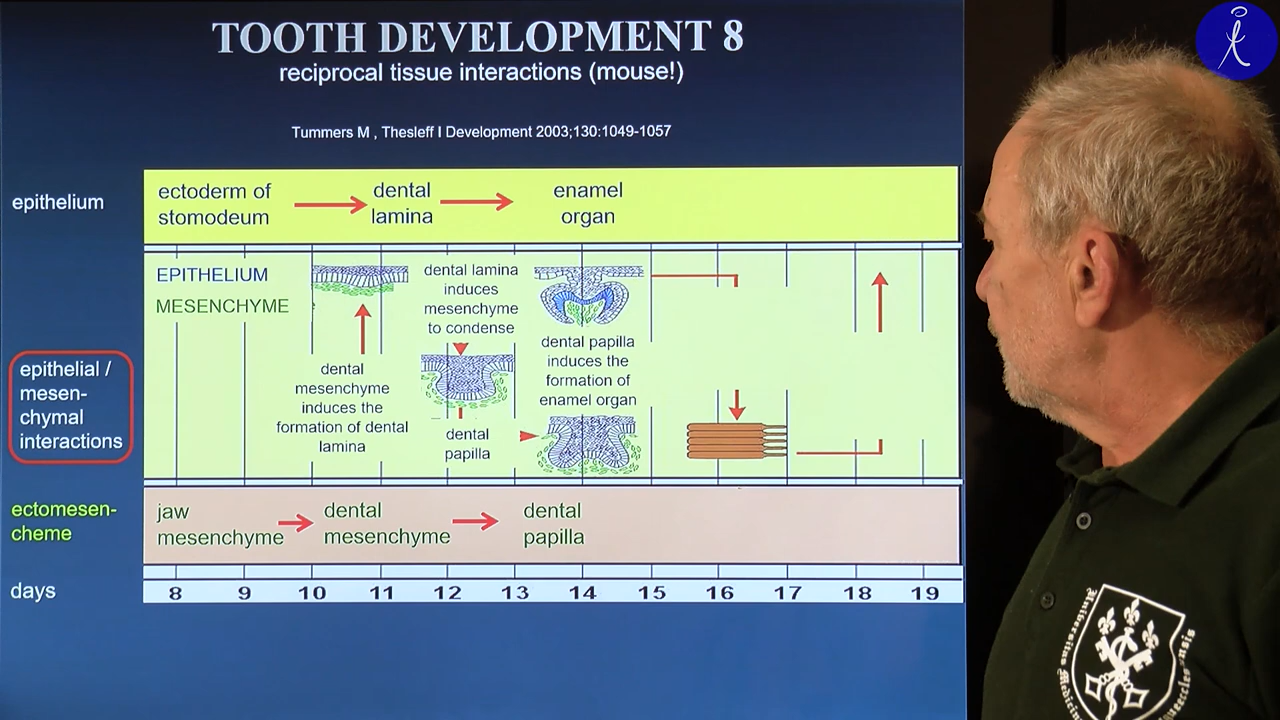 TOOTH DEVELOPMENT 8
reciprocal tissue interactions (mouse!)
Tummers M , Thesleff I Development 2003;130:1049-1057
epithelium
ectoderm of
stomodeum
dental
lamina
enamel
organ
EPITHELIUM
MESENCHYME
dental
mesenchyme
induces the
formation of dental
lamina
dental lamina
induces
mesenchyme
to condense
dental
papilla
dental papilla
induces the
formation of
enamel organ
epithelial /
mesen-
chymal
interactions
ectomesen-
cheme
jaw
mesenchyme
dental
mesenchyme
dental
papilla
days
8 9 10 11 12 13 14 15 16 17 18 19